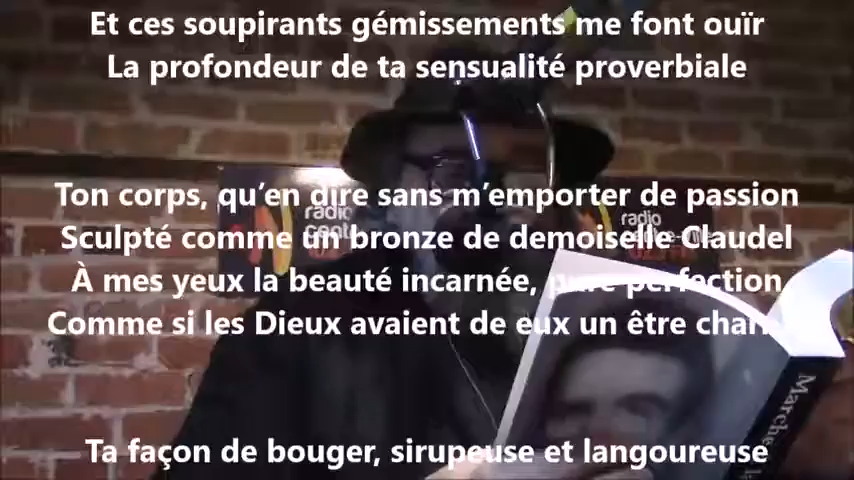 Et ces soupirants gémissements me font ouïr
La profondeur de ta sensualité proverbiale
Ton corps, qu'en dire sans m'emporter de passion
radio
radio
Sculpté comme un bronze de demoiselle Claudel
À mes yeux la beauté incarnée, pure perfection
Comme si les Dieux avaient de eux un être
Ta façon de bouger, sirupeuse et langoureuse